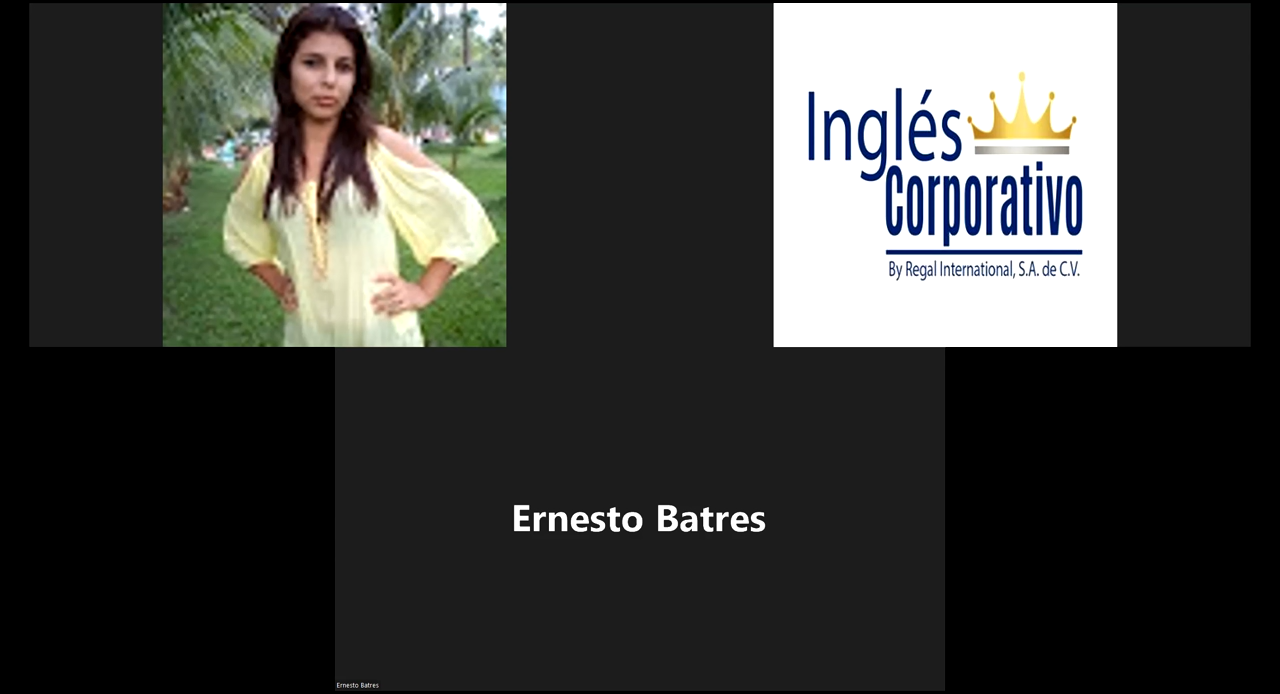 Inglés
Corporativo
By Regal International, S.A. de C.V.
Ernesto Batres
Ernesto Batres